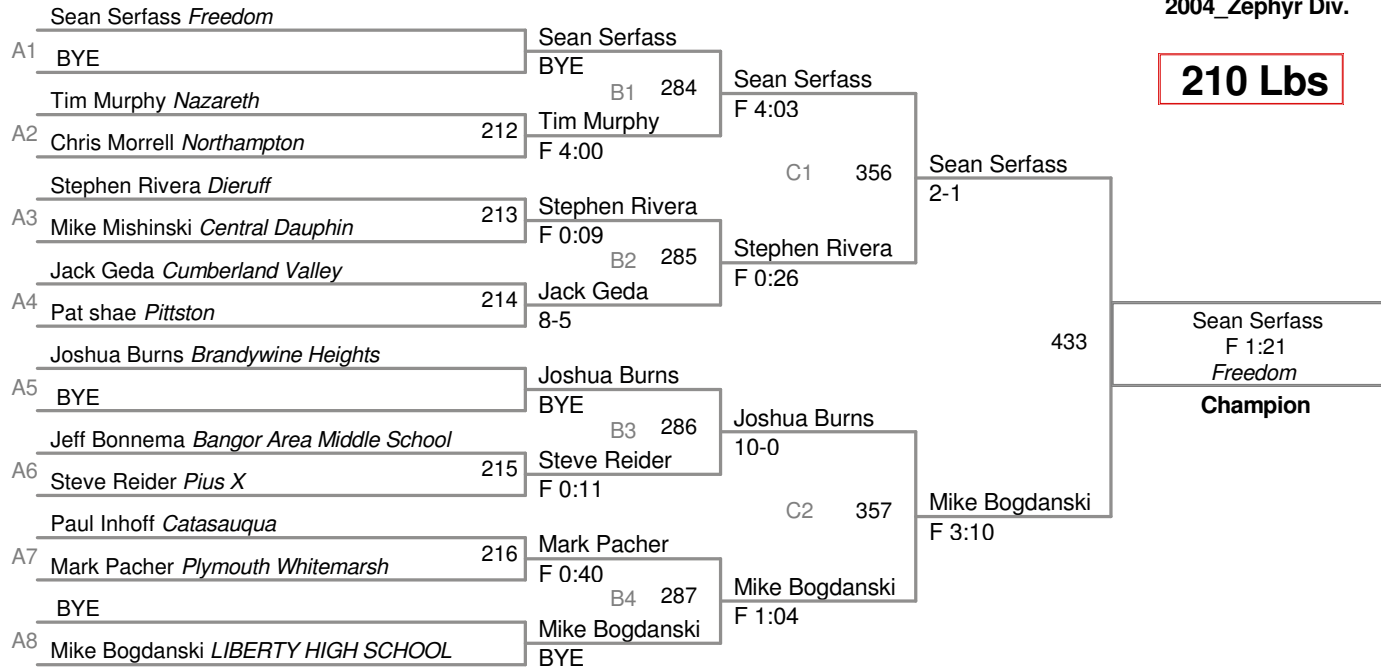 2004_Zephyr Div.
210 Lbs
Sean Serfass Freedom
A1
BYE
Tim Murphy Nazareth
A2
Chris Morrell Northampton
212
Stephen Rivera Dieruff
A3
Mike Mishinski Central Dauphin
213
Jack Geda Cumberland Valley
A4
Pat shae Pittston
214
Joshua Burns Brandywine Heights
A5
BYE
Jeff Bonnema Bangor Area Middle School
A6
Steve Reider Pius X
215
Paul Inhoff Catasauqua
A7
Mark Pacher Plymouth Whitemarsh
216
BYE
A8
Mike Bogdanski LIBERTY HIGH SCHOOL
Sean Serfass
BYE
B1 284
Tim Murphy
F 4:00
Stephen Rivera
F 0:09
B2 285
Jack Geda
8-5
Joshua Burns
BYE
B3 286
Steve Reider
F 0:11
Mark Pacher
F 0:40
B4 287
Mike Bogdanski
BYE
Sean Serfass
F 4:03
C1 356
Stephen Rivera
F 0:26
Joshua Burns
10-0
C2 357
Mike Bogdanski
F 1:04
Sean Serfass
2-1
433
Mike Bogdanski
F 3:10
Sean Serfass
F 1:21
Freedom
Champion